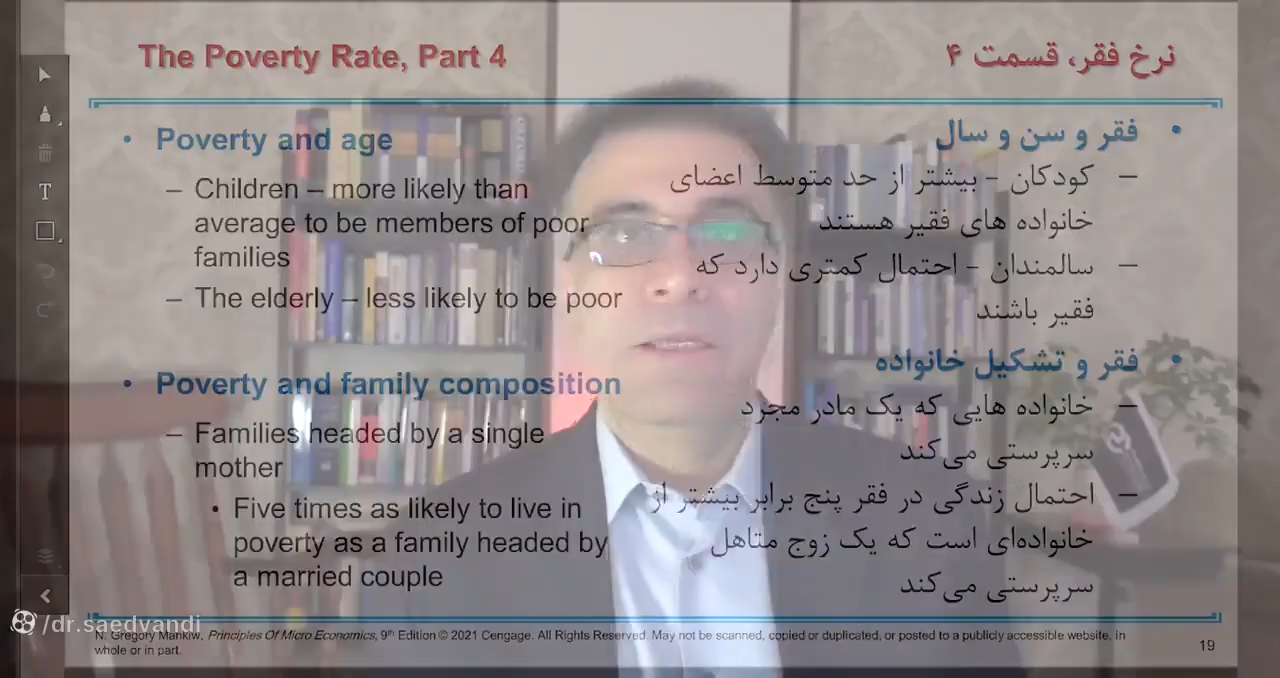 The Poverty Rate, Part 4
• Poverty and age
– Children – more likely than
average to be members of poor
families
– The elderly – less likely to be poor
• Poverty and family composition
– Families headed by a single
mother
• Five times as likely to live in
poverty as a family headed by
a married couple
نرخ فقر، قسمت ۴
• فقر و سن و سال
– کودکان – بیشتر از حد متوسط اعضای
خانواده های فقیر هستند
– سالمندان – احتمال کمتری دارد که
فقیر باشند
• فقر و تشکیل خانواده
– خانواده هایی که یک مادر مجرد
سرپرستی می‌کند
– احتمال زندگی در فقر پنج برابر بیشتر از
خانواده‌ای است که یک زوج متاهل
سرپرستی می‌کند
/dr.saedvandi
N. Gregory Mankiw, Principles Of Micro Economics, 9th Edition © 2021 Cengage. All Rights Reserved. May not be scanned, copied or duplicated, or posted to a publicly accessible website, in
whole or in part.
19